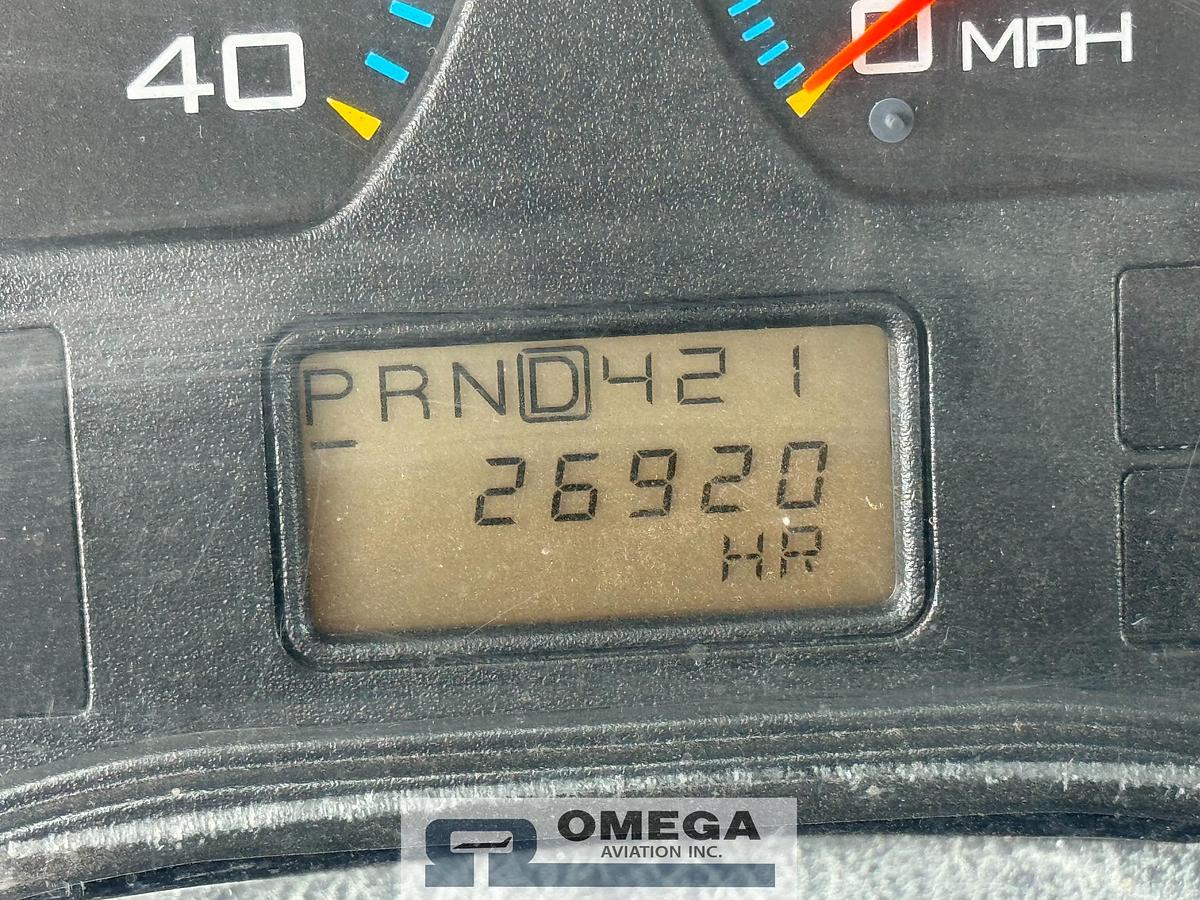 40
0 MPH
PRND421
26920
HR
OMEGA
AVIATION INC.